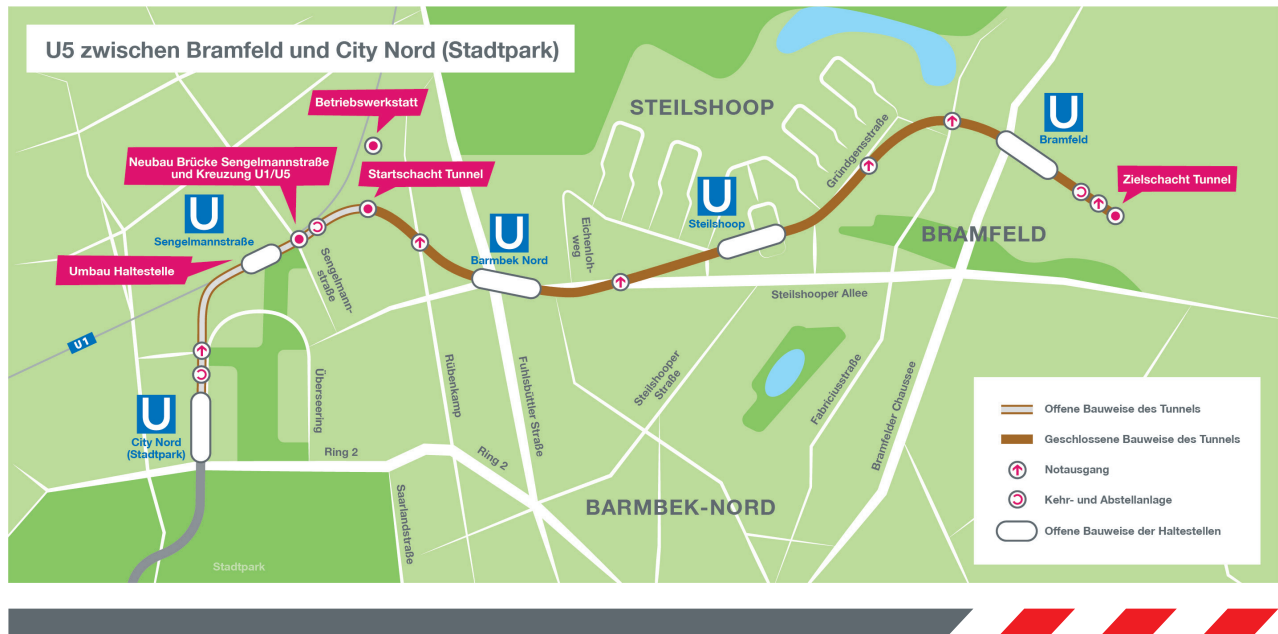 U5 zwischen Bramfeld und City Nord (Stadtpark)
Betriebswerkstatt
Neubau Brücke Sengelmannstraße
und Kreuzung U1/U5
Startschacht Tunnel
STEILSHOOP
Gründgensstraße
U
Bramfeld
Zielschacht Tunnel
U
Sengelmannstraße
Umbau Haltestelle
Sengelmann-
straße
U
Barmbek Nord
Eichenloh-
weg
U
Steilshoop
BRAMFELD
Steilshooper Allee
U1
Überseering
Rübenkamp
Fuhlsbüttler Straße
Steilshooper
Straße
Fabriciusstraße
Bramfelder Chaussee
U
City Nord
(Stadtpark)
Ring 2
Ring 2
Saarlandstraße
BARMBEK-NORD
Stadtpark
Offene Bauweise des Tunnels
Geschlossene Bauweise des Tunnels
Notausgang
Kehr- und Abstellanlage
Offene Bauweise der Haltestellen